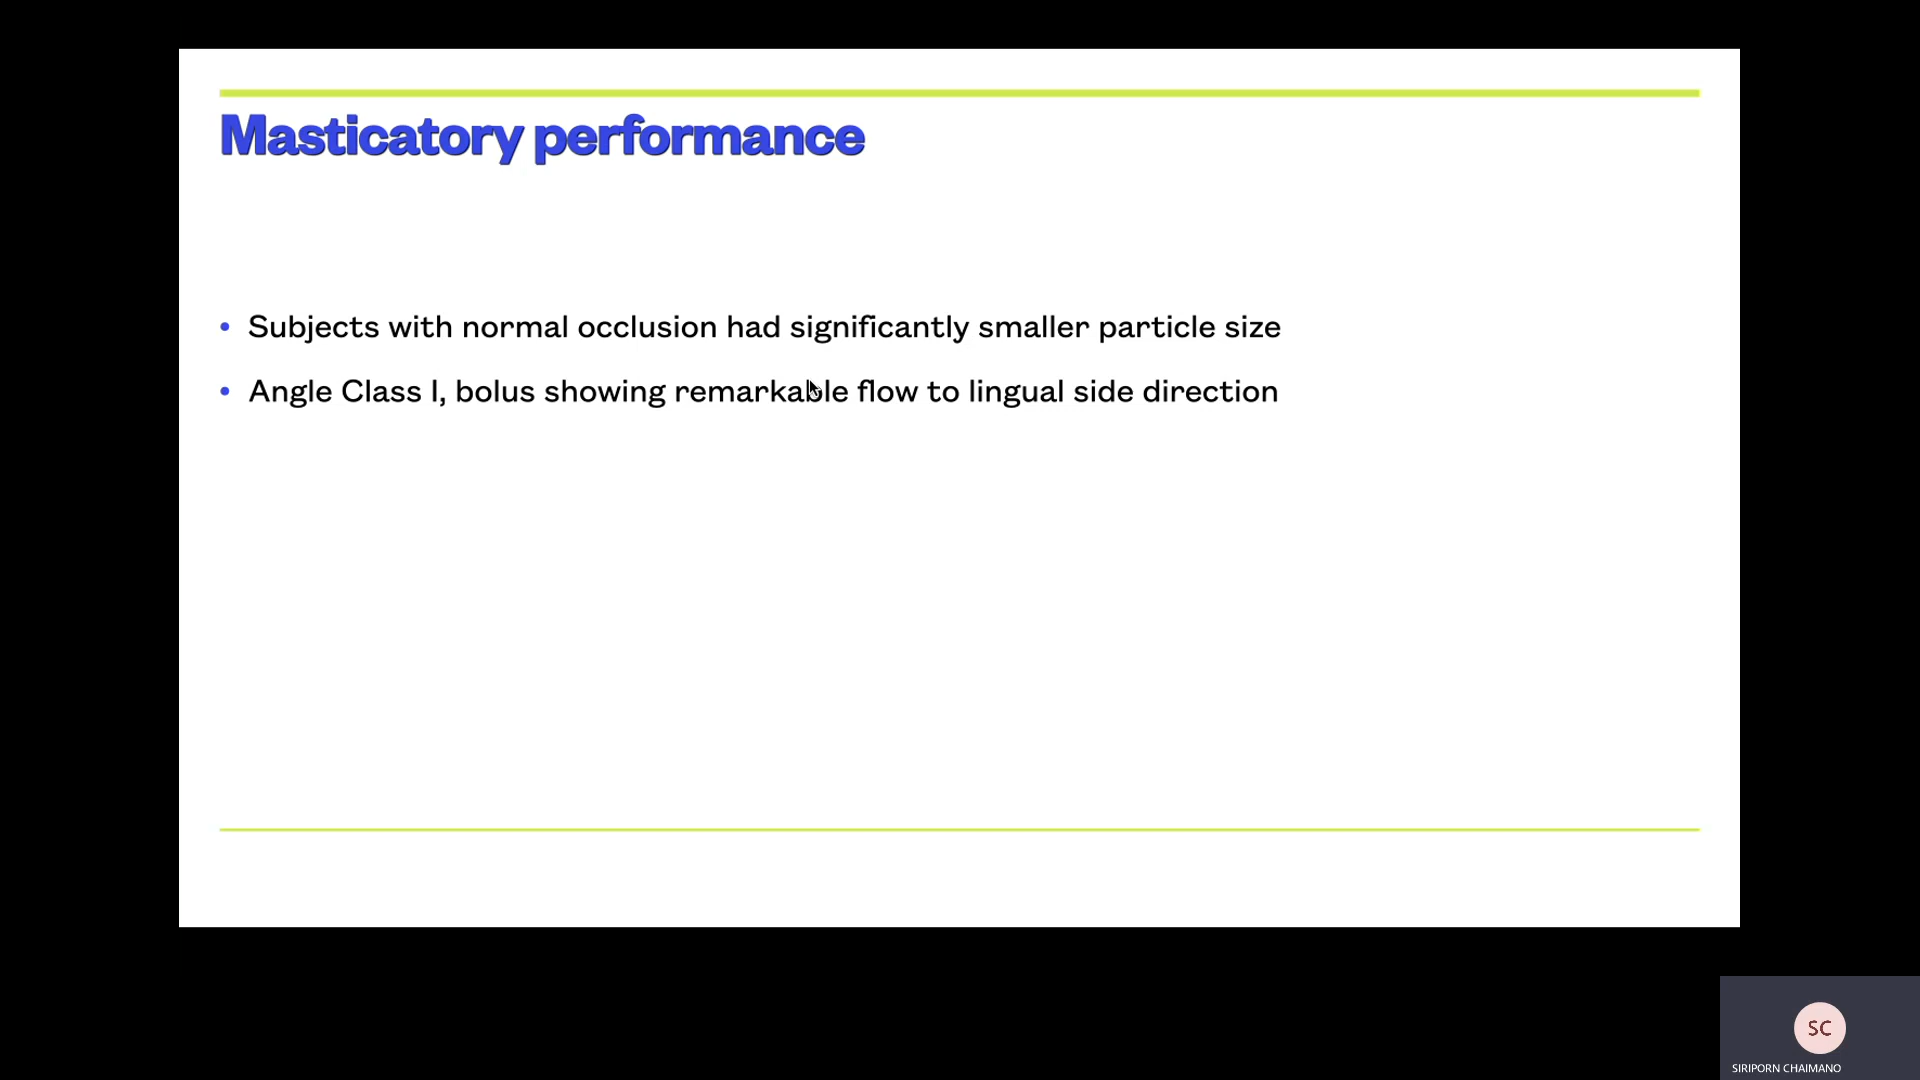 Masticatory performance
• Subjects with normal occlusion had significantly smaller particle size
• Angle Class I, bolus showing remarkable flow to lingual side direction
SC
SIRIPORN CHAIMANO